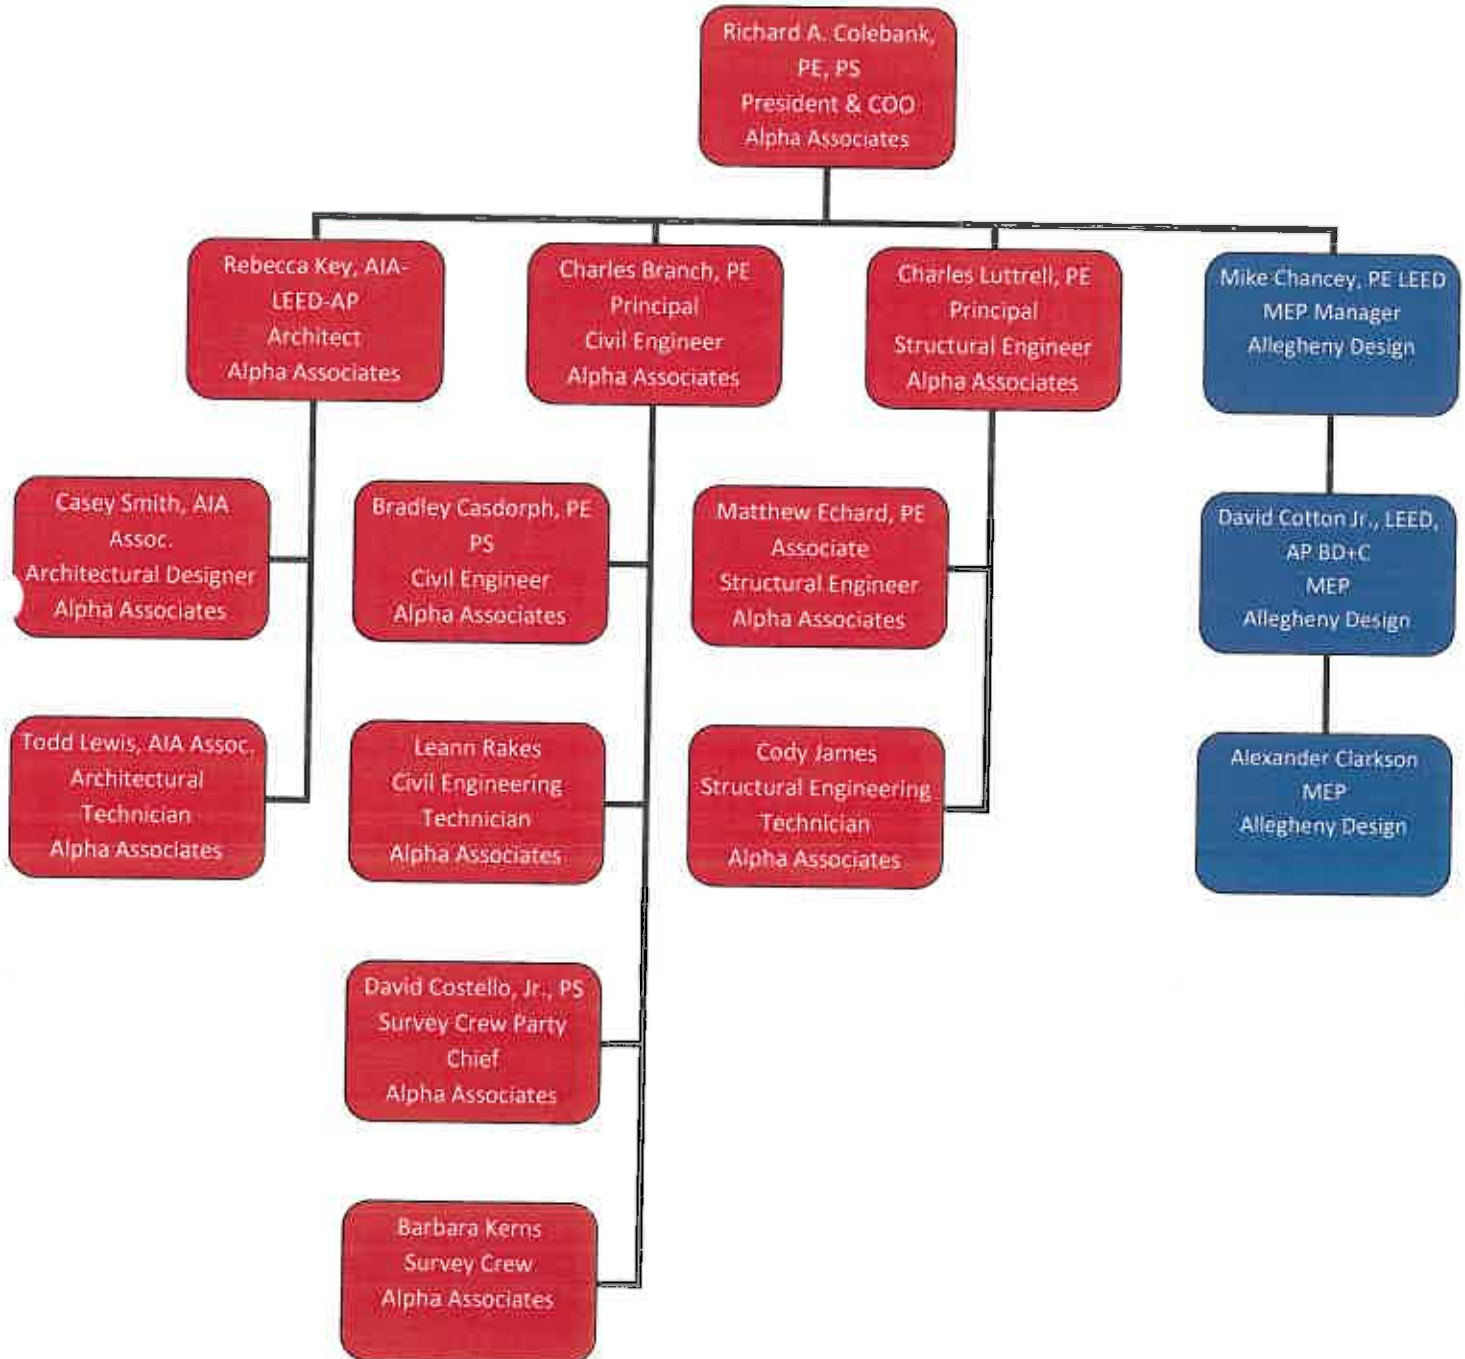 Richard A. Colebank,
PE, PS
President & COO
Alpha Associates
Rebecca Key, AIA-
LEED-AP
Architect
Alpha Associates
Charles Branch, PE
Principal
Civil Engineer
Alpha Associates
Charles Luttrell, PE
Principal
Structural Engineer
Alpha Associates
Mike Chancey, PE LEED
MEP Manager
Allegheny Design
Casey Smith, AIA
Assoc.
Architectural Designer
Alpha Associates
Bradley Casdorph, PE
PS
Civil Engineer
Alpha Associates
Matthew Echard, PE
Associate
Structural Engineer
Alpha Associates
David Cotton Jr., LEED,
AP BD+C
MEP
Allegheny Design
Todd Lewis, AIA Assoc.
Architectural
Technician
Alpha Associates
Leann Rakes
Civil Engineering
Technician
Alpha Associates
Cody James
Structural Engineering
Technician
Alpha Associates
Alexander Clarkson
MEP
Allegheny Design
David Costello, Jr., PS
Survey Crew Party
Chief
Alpha Associates
Barbara Kerns
Survey Crew
Alpha Associates